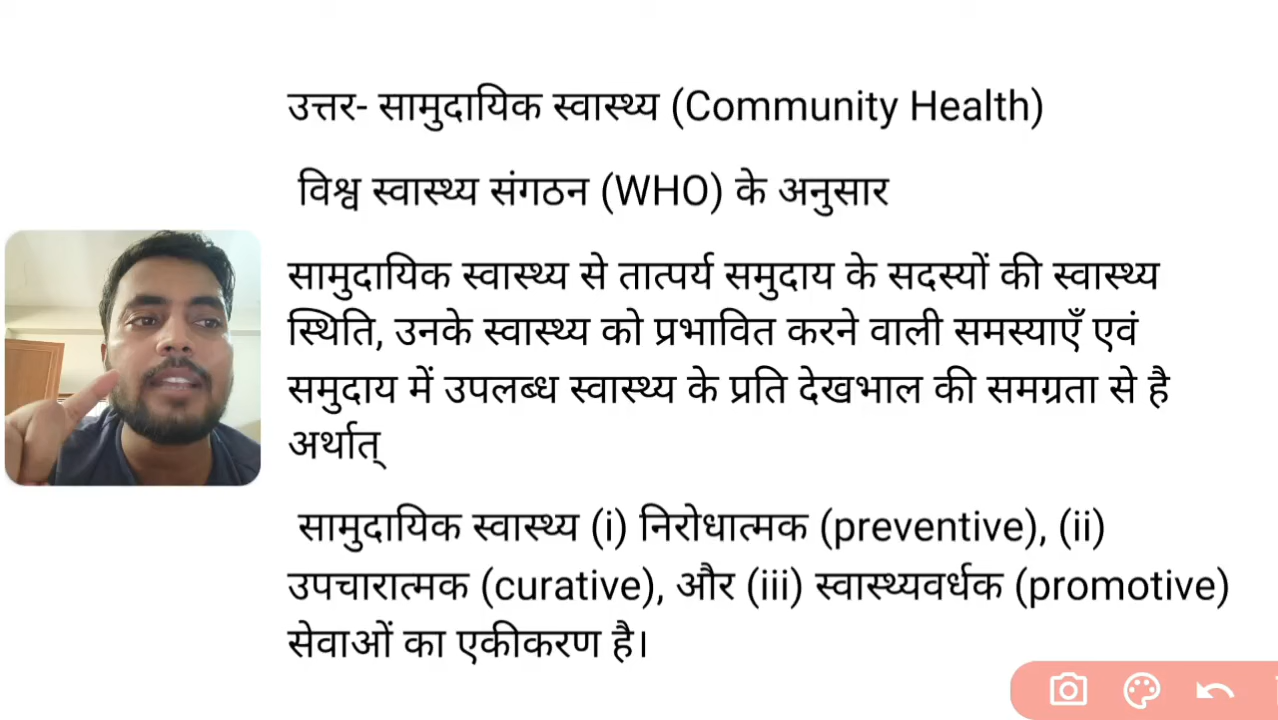 उत्तर- सामुदायिक स्वास्थ्य (Community Health)
विश्व स्वास्थ्य संगठन (WHO) के अनुसार
सामुदायिक स्वास्थ्य से तात्पर्य समुदाय के सदस्यों की स्वास्थ्य
स्थिति, उनके स्वास्थ्य को प्रभावित करने वाली समस्याएँ एवं
समुदाय में उपलब्ध स्वास्थ्य के प्रति देखभाल की समग्रता से है
अर्थात्
सामुदायिक स्वास्थ्य (i) निरोधात्मक (preventive), (ii)
उपचारात्मक (curative), और (iii) स्वास्थ्यवर्धक (promotive)
सेवाओं का एकीकरण है।